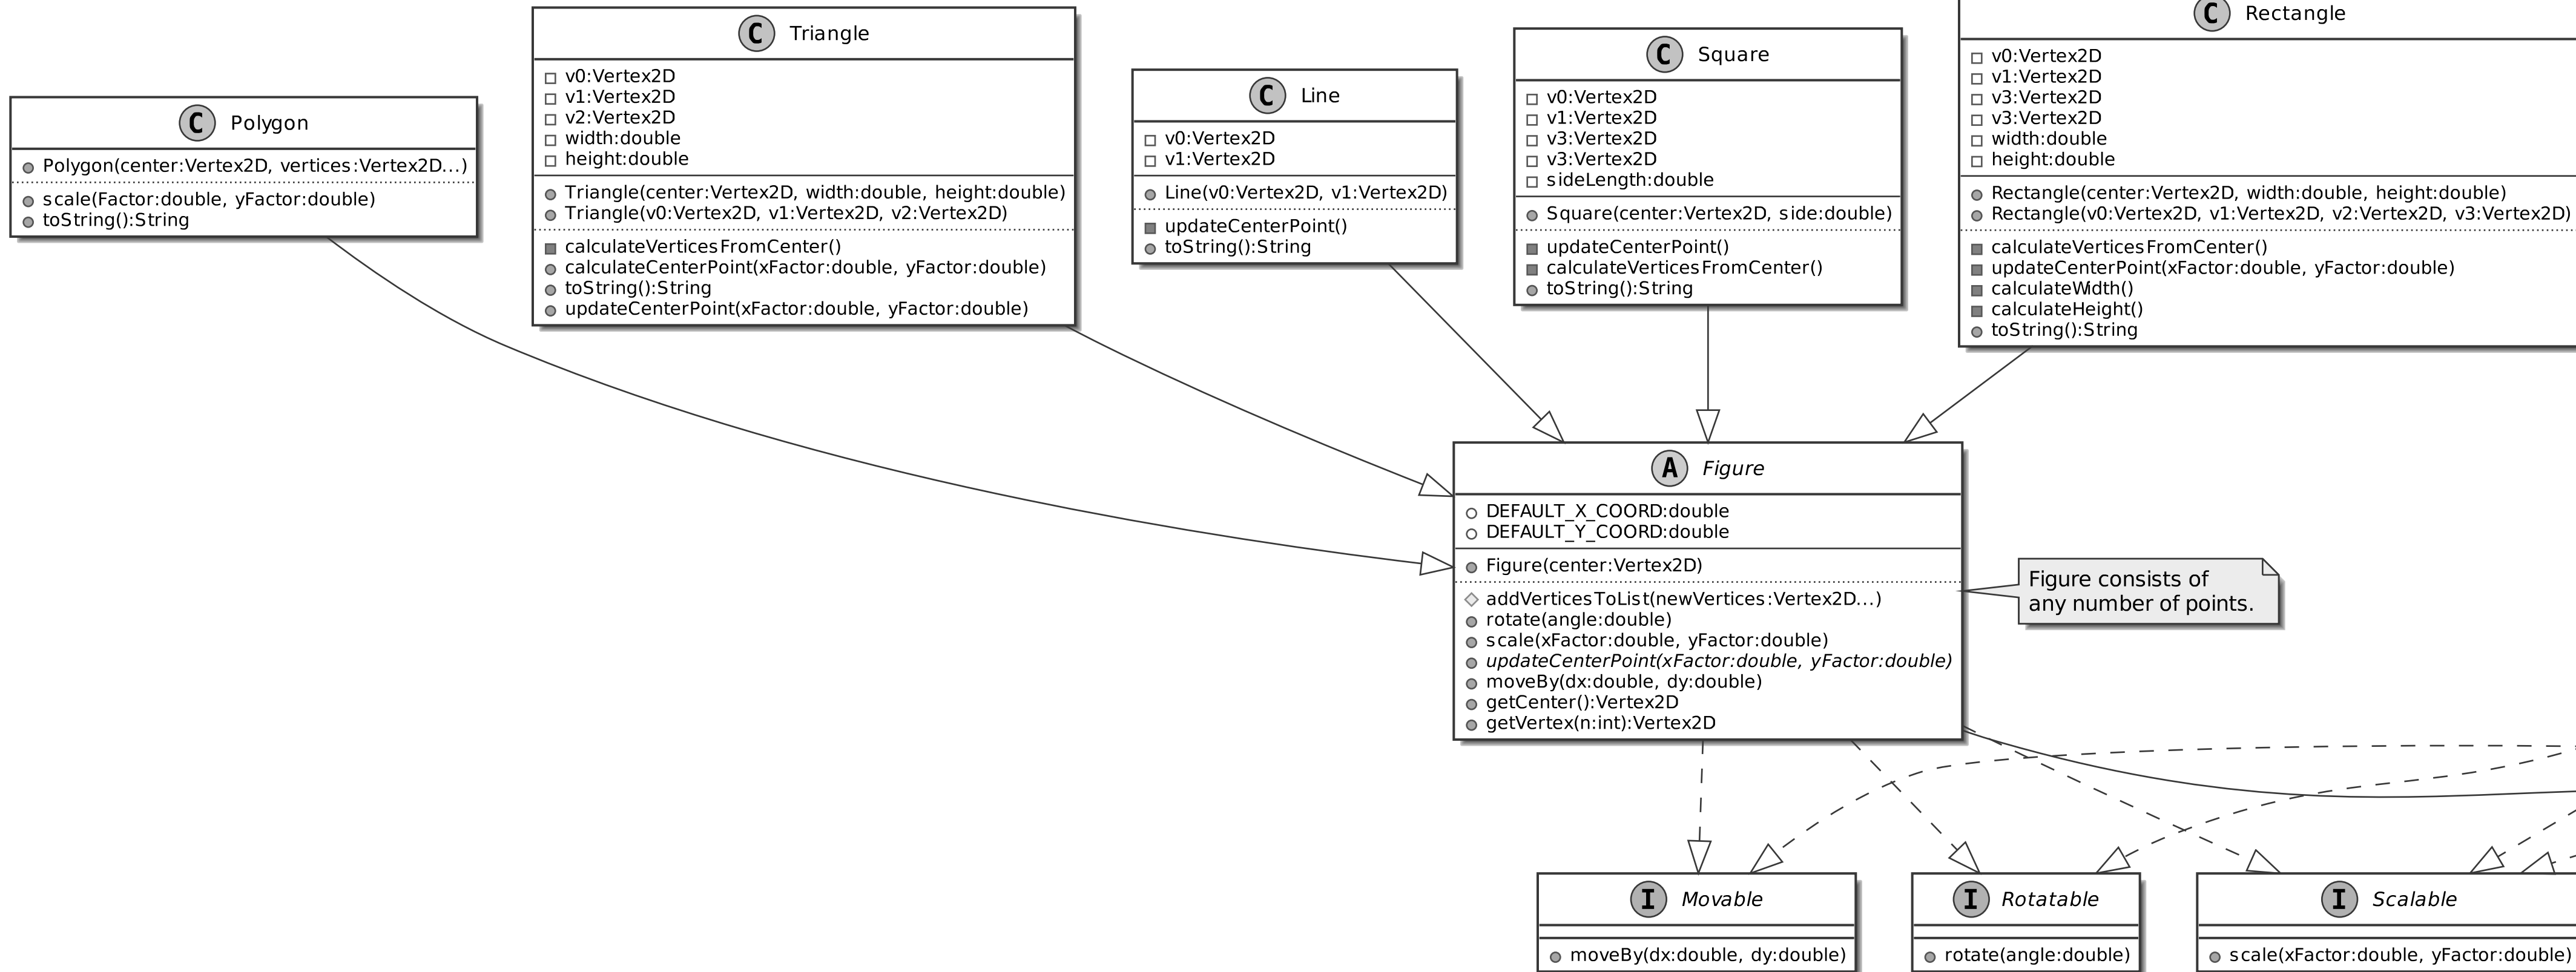 C Polygon
Polygon(center:Vertex2D, vertices:Vertex2D...)
scale(Factor:double, yFactor:double)
toString():String
C Triangle
v0:Vertex2D
v1:Vertex2D
v2:Vertex2D
width:double
height:double
Triangle(center:Vertex2D, width:double, height:double)
Triangle(v0:Vertex2D, v1:Vertex2D, v2:Vertex2D)
calculateVerticesFromCenter()
calculateCenterPoint(xFactor:double, yFactor:double)
toString():String
updateCenterPoint(xFactor:double, yFactor:double)
C Line
v0:Vertex2D
v1:Vertex2D
Line(v0:Vertex2D, v1:Vertex2D)
updateCenterPoint()
toString():String
C Square
v0:Vertex2D
v1:Vertex2D
v3:Vertex2D
v3:Vertex2D
sideLength:double
Square(center:Vertex2D, side:double)
updateCenterPoint()
calculateVerticesFromCenter()
toString():String
C Rectangle
v0:Vertex2D
v1:Vertex2D
v3:Vertex2D
v3:Vertex2D
width:double
height:double
Rectangle(center:Vertex2D, width:double, height:double)
Rectangle(v0:Vertex2D, v1:Vertex2D, v2:Vertex2D, v3:Vertex2D)
calculateVerticesFromCenter()
updateCenterPoint(xFactor:double, yFactor:double)
calculateWidth()
calculateHeight()
toString():String
A Figure
DEFAULT_X_COORD:double
DEFAULT_Y_COORD:double
Figure(center:Vertex2D)
addVerticesToList(newVertices:Vertex2D...)
rotate(angle:double)
scale(xFactor:double, yFactor:double)
updateCenterPoint(xFactor:double, yFactor:double)
moveBy(dx:double, dy:double)
getCenter():Vertex2D
getVertex(n:int):Vertex2D
Figure consists of
any number of points.
I Movable
moveBy(dx:double, dy:double)
I Rotatable
rotate(angle:double)
I Scalable
scale(xFactor:double, yFactor:double)